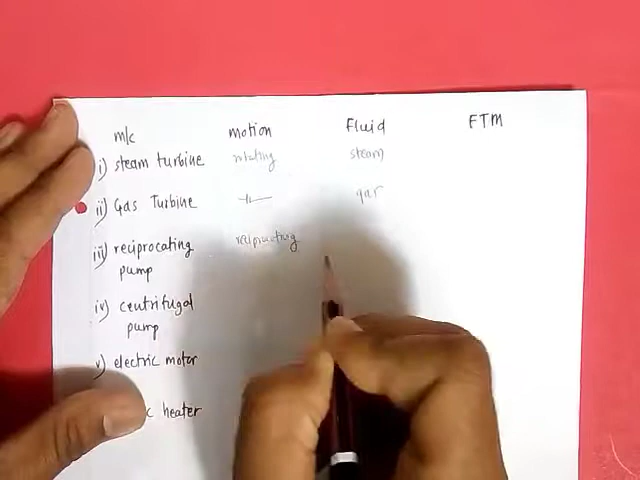 m/c motion Fluid FTM
i) steam turbine rotating steam
ii) Gas Turbine gas
iii) reciprocating reciprocating
pump
iv) centrifugal
pump
v) electric motor
c heater